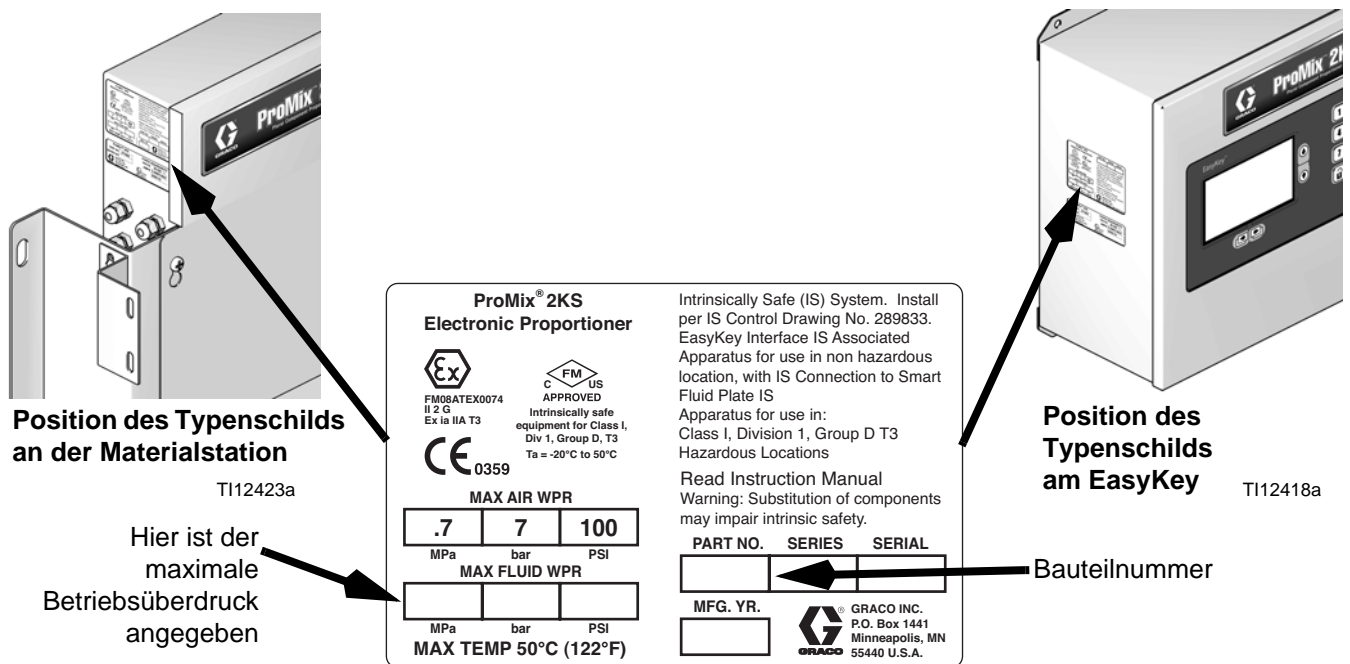 ProMix 2
GRACO
Position des Typenschilds
an der Materialstation
TI12423a
Hier ist der
maximale
Betriebsüberdruck
angegeben
ProMix® 2KS
Electronic Proportioner
Ex
FM08ATEX0074
II 2 G
Ex ia IIA T3
CE 0359
C FM US
APPROVED
Intrinsically safe
equipment for Class I,
Div 1, Group D, T3
Ta = -20°C to 50°C
MAX AIR WPR
.7 7 100
MPa bar PSI
MAX FLUID WPR
MPa bar PSI
MAX TEMP 50°C (122°F)
Intrinsically Safe (IS) System. Install
per IS Control Drawing No. 289833.
EasyKey Interface IS Associated
Apparatus for use in non hazardous
location, with IS Connection to Smart
Fluid Plate IS
Apparatus for use in:
Class I, Division 1, Group D T3
Hazardous Locations
Read Instruction Manual
Warning: Substitution of components
may impair intrinsic safety.
PART NO. SERIES SERIAL
MFG. YR.
GRACO ®
GRACO INC.
P.O. Box 1441
Minneapolis, MN
55440 U.S.A.
Bauteilnummer
ProMix 2K
GRACO
EasyKey
Position des
Typenschilds
am EasyKey
TI12418a